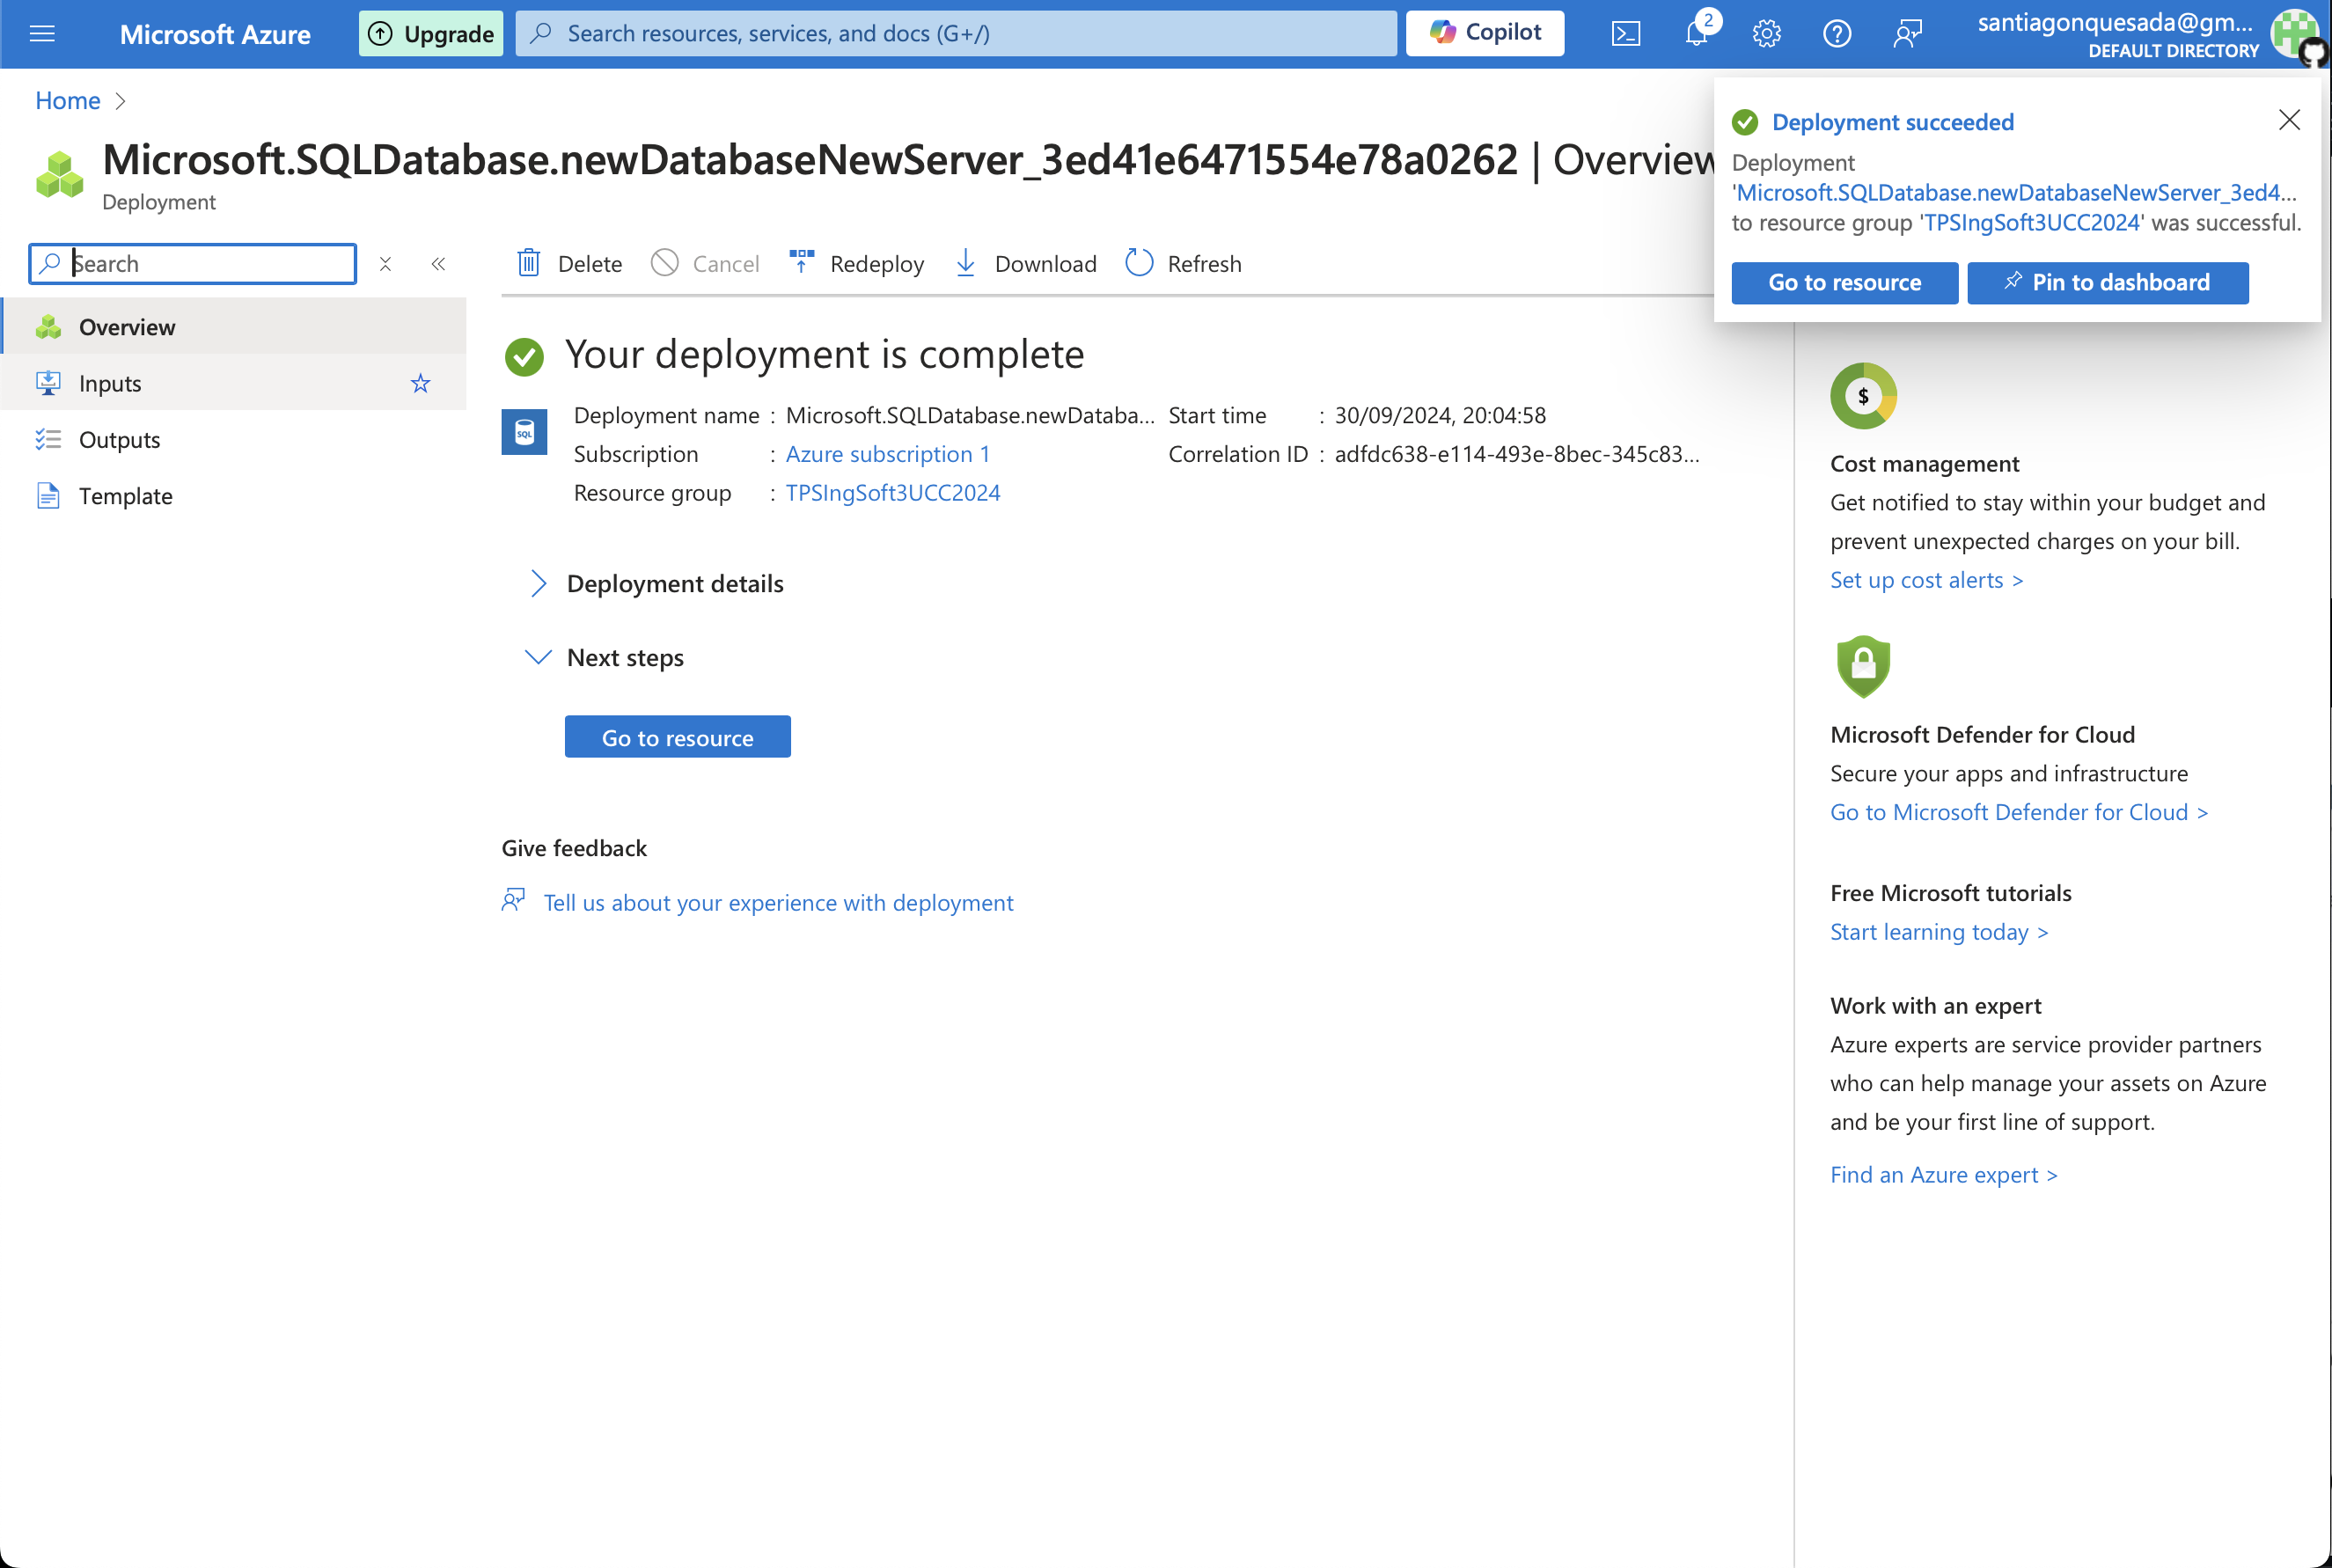 Microsoft Azure
Upgrade
Search resources, services, and docs (G+/)
Copilot
2
santiagonquesada@gm...
DEFAULT DIRECTORY
Home
Microsoft.SQLDatabase.newDatabaseNewServer_3ed41e6471554e78a0262 | Overview
Deployment
Deployment succeeded
Deployment
'Microsoft.SQLDatabase.newDatabaseNewServer_3ed4...
to resource group 'TPSIngSoft3UCC2024' was successful.
Go to resource
Pin to dashboard
Search
Overview
Inputs
Outputs
Template
Delete
Cancel
Redeploy
Download
Refresh
Your deployment is complete
SQL
Deployment name : Microsoft.SQLDatabase.newDataba...
Subscription : Azure subscription 1
Resource group : TPSIngSoft3UCC2024
Start time : 30/09/2024, 20:04:58
Correlation ID : adfdc638-e114-493e-8bec-345c83...
Deployment details
Next steps
Go to resource
Give feedback
Tell us about your experience with deployment
$
Cost management
Get notified to stay within your budget and
prevent unexpected charges on your bill.
Set up cost alerts >
Microsoft Defender for Cloud
Secure your apps and infrastructure
Go to Microsoft Defender for Cloud >
Free Microsoft tutorials
Start learning today >
Work with an expert
Azure experts are service provider partners
who can help manage your assets on Azure
and be your first line of support.
Find an Azure expert >